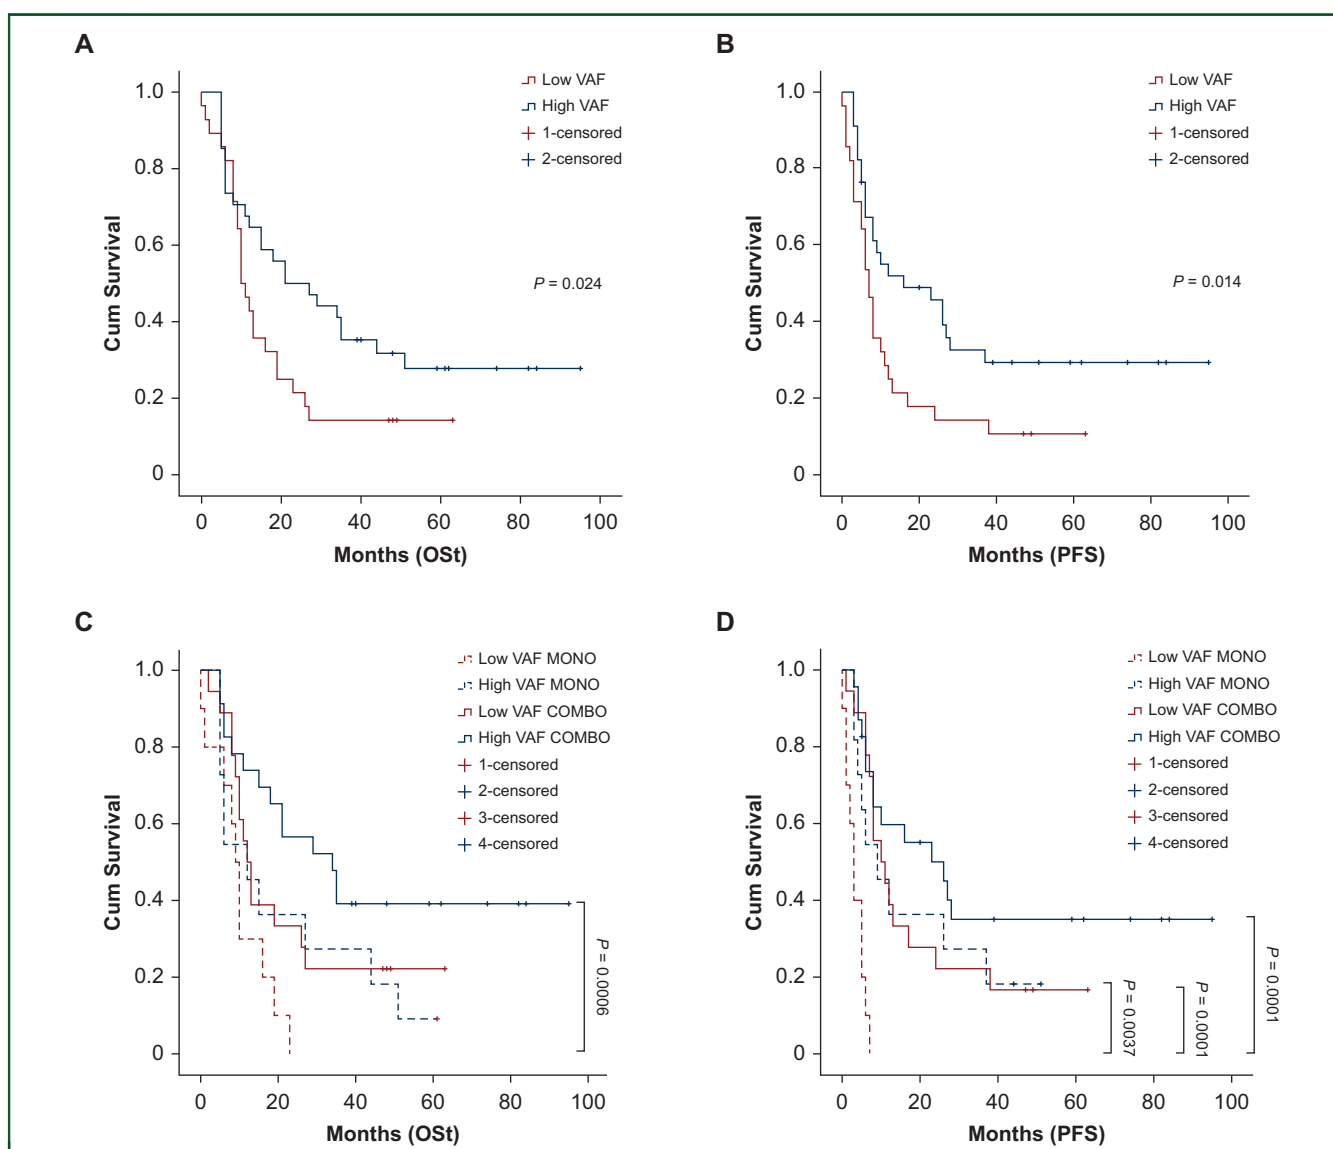 A
Low VAF
High VAF
1-censored
2-censored
1.0
0.8
0.6
0.4
0.2
0
Cum Survival
P = 0.024
0 20 40 60 80 100
Months (OSt)
B
Low VAF
High VAF
1-censored
2-censored
1.0
0.8
0.6
0.4
0.2
0
Cum Survival
P = 0.014
0 20 40 60 80 100
Months (PFS)
C
Low VAF MONO
High VAF MONO
Low VAF COMBO
High VAF COMBO
1-censored
2-censored
3-censored
4-censored
1.0
0.8
0.6
0.4
0.2
0
Cum Survival
P = 0.0006
0 20 40 60 80 100
Months (OSt)
D
Low VAF MONO
High VAF MONO
Low VAF COMBO
High VAF COMBO
1-censored
2-censored
3-censored
4-censored
1.0
0.8
0.6
0.4
0.2
0
Cum Survival
P = 0.0037
P = 0.0001
P = 0.0001
0 20 40 60 80 100
Months (PFS)